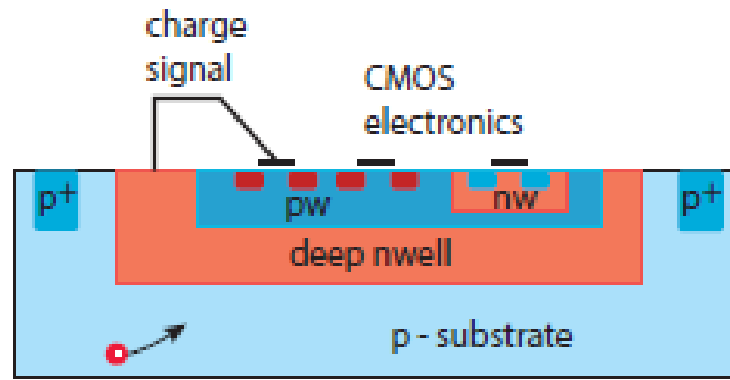 charge
signal
CMOS
electronics
p+
pw
nw
p+
deep nwell
p - substrate